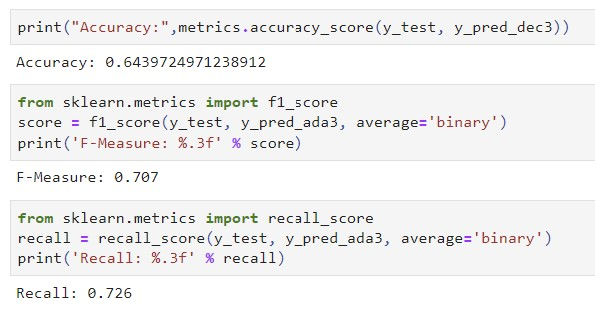 print("Accuracy:",metrics.accuracy_score(y_test, y_pred_dec3))
Accuracy: 0.6439724971238912
from sklearn.metrics import f1_score
score = f1_score(y_test, y_pred_ada3, average='binary')
print('F-Measure: %.3f' % score)
F-Measure: 0.707
from sklearn.metrics import recall_score
recall = recall_score(y_test, y_pred_ada3, average='binary')
print('Recall: %.3f' % recall)
Recall: 0.726